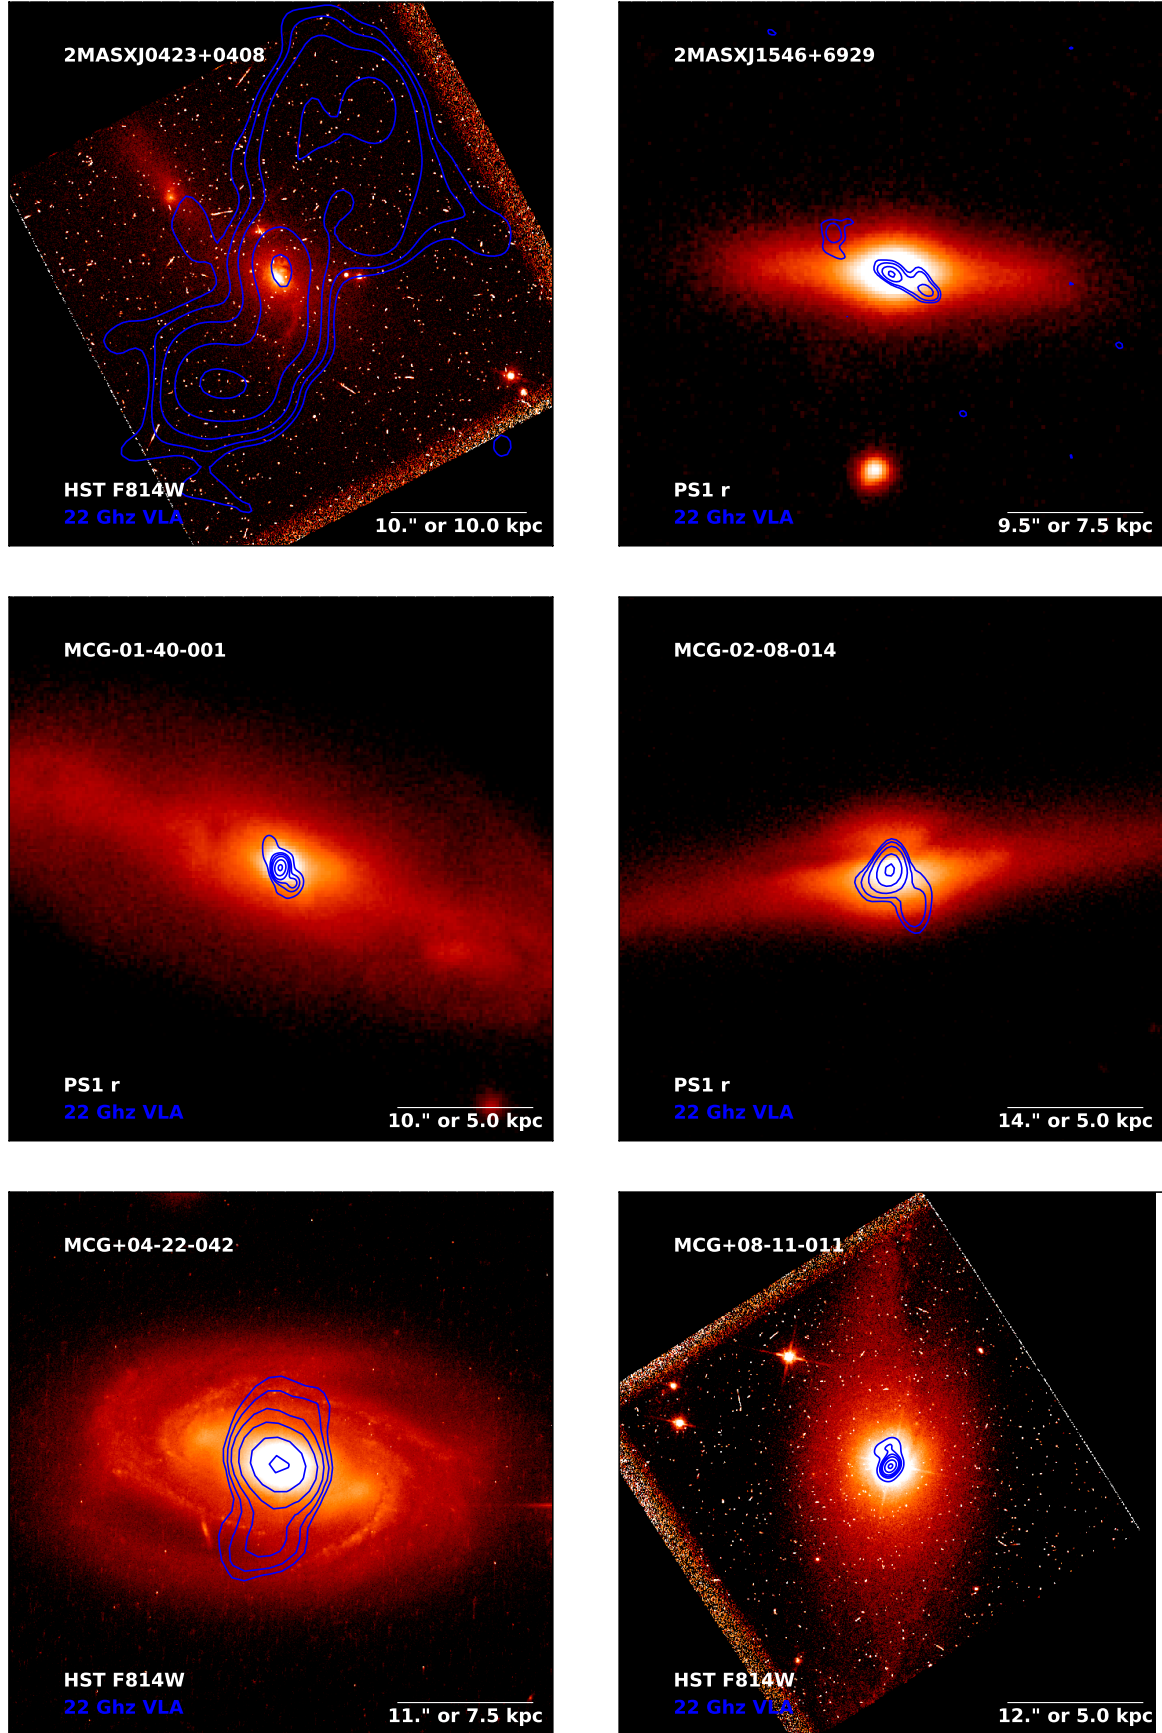 2MASXJ0423+0408
HST F814W
22 Ghz VLA
10." or 10.0 kpc
2MASXJ1546+6929
PS1 r
22 Ghz VLA
9.5" or 7.5 kpc
MCG-01-40-001
PS1 r
22 Ghz VLA
10." or 5.0 kpc
MCG-02-08-014
PS1 r
22 Ghz VLA
14." or 5.0 kpc
MCG+04-22-042
HST F814W
22 Ghz VLA
11." or 7.5 kpc
MCG+08-11-011
HST F814W
22 Ghz VLA
12." or 5.0 kpc